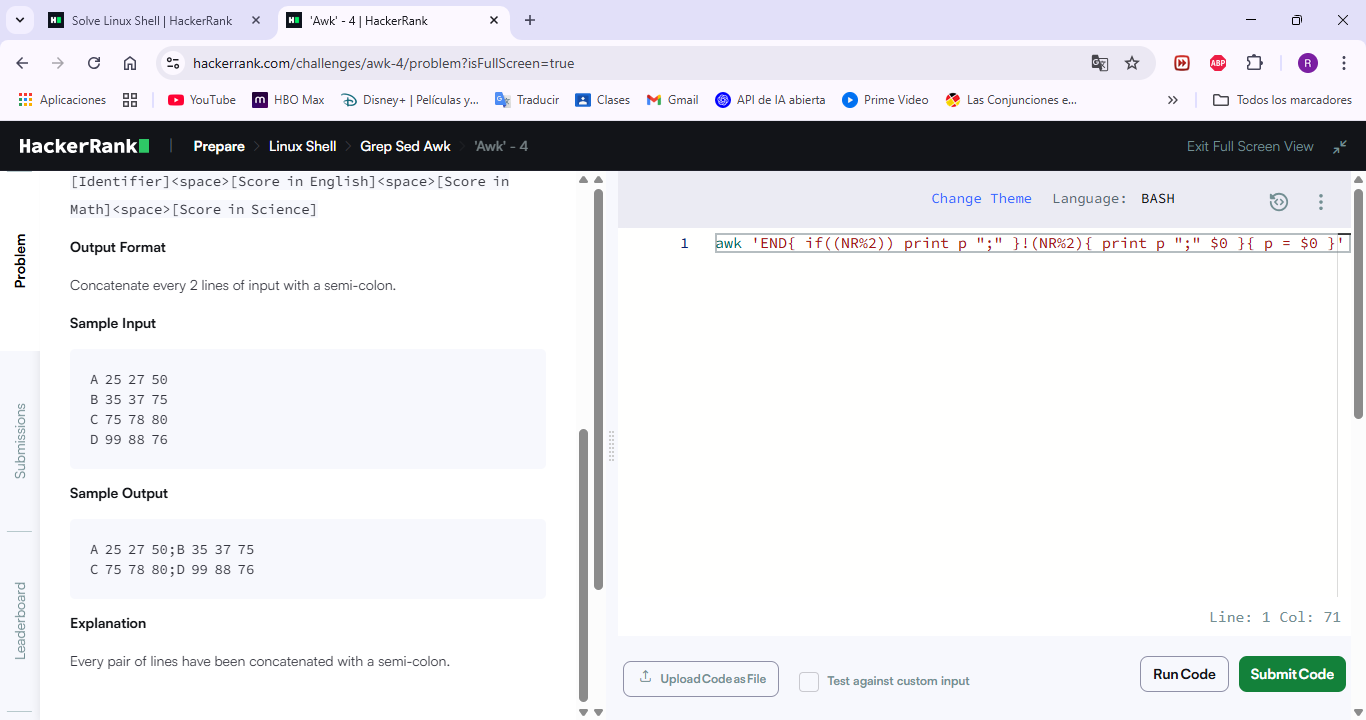 Solve Linux Shell | HackerRank
'Awk' - 4 | HackerRank
hackerrank.com/challenges/awk-4/problem?isFullScreen=true
ABP
R
Aplicaciones
YouTube
HBO Max
Disney+ | Películas y...
Traducir
Clases
Gmail
API de IA abierta
Prime Video
Las Conjunciones e...
Todos los marcadores
HackerRank
Prepare
Linux Shell
Grep Sed Awk
'Awk' - 4
Exit Full Screen View
Problem
Submissions
Leaderboard
[Identifier]<space>[Score in English]<space>[Score in
Math]<space>[Score in Science]
Output Format
Concatenate every 2 lines of input with a semi-colon.
Sample Input
A 25 27 50
B 35 37 75
C 75 78 80
D 99 88 76
Sample Output
A 25 27 50;B 35 37 75
C 75 78 80;D 99 88 76
Explanation
Every pair of lines have been concatenated with a semi-colon.
Change Theme
Language: BASH
1
awk 'END{ if((NR%2)) print p ";" }!(NR%2){ print p ";" $0 }{ p = $0 }'
Line: 1 Col: 71
Upload Code as File
Test against custom input
Run Code
Submit Code